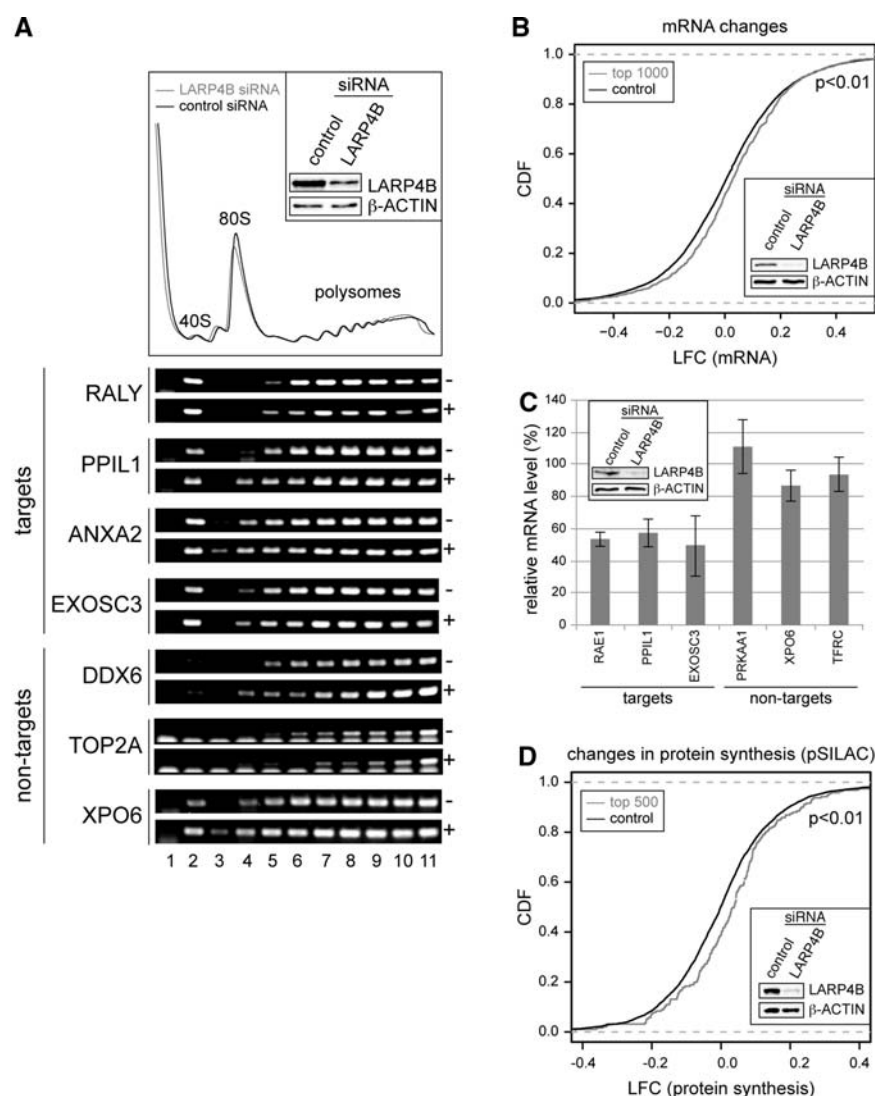 A
LARP4B siRNA
control siRNA
siRNA
control
LARP4B
LARP4B
β-ACTIN
80S
40S
polysomes
targets
RALY
-
+
PPIL1
-
+
ANXA2
-
+
EXOSC3
-
+
non-targets
DDX6
-
+
TOP2A
-
+
XPO6
-
+
1 2 3 4 5 6 7 8 9 10 11
B
mRNA changes
top 1000
control
p<0.01
CDF
1.0
0.8
0.6
0.4
0.2
0.0
siRNA
control
LARP4B
LARP4B
β-ACTIN
-0.4 -0.2 0.0 0.2 0.4
LFC (mRNA)
C
relative mRNA level (%)
140
120
100
80
60
40
20
0
siRNA
control
LARP4B
LARP4B
β-ACTIN
RAE1
PPIL1
EXOSC3
PRKAA1
XPO6
TFRC
targets
non-targets
D
changes in protein synthesis (pSILAC)
top 500
control
p<0.01
CDF
1.0
0.8
0.6
0.4
0.2
0.0
siRNA
control
LARP4B
LARP4B
β-ACTIN
-0.4 -0.2 0.0 0.2 0.4
LFC (protein synthesis)